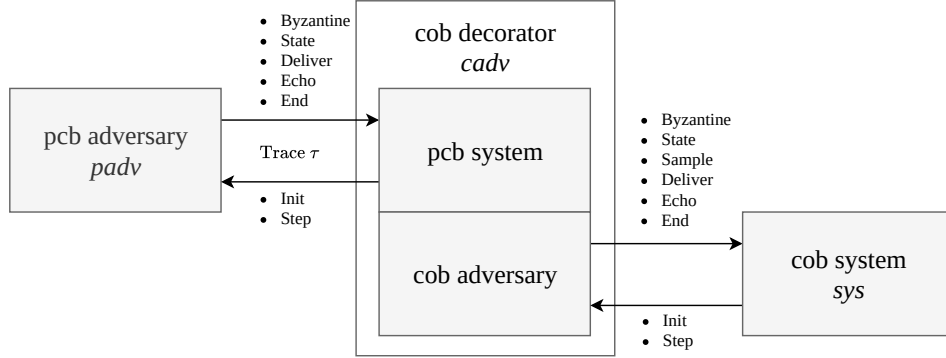 • Byzantine
• State
• Deliver
• Echo
• End
pcb adversary
padv
Trace τ
• Init
• Step
cob decorator
cadv
pcb system
cob adversary
• Byzantine
• State
• Sample
• Deliver
• Echo
• End
• Init
• Step
cob system
sys